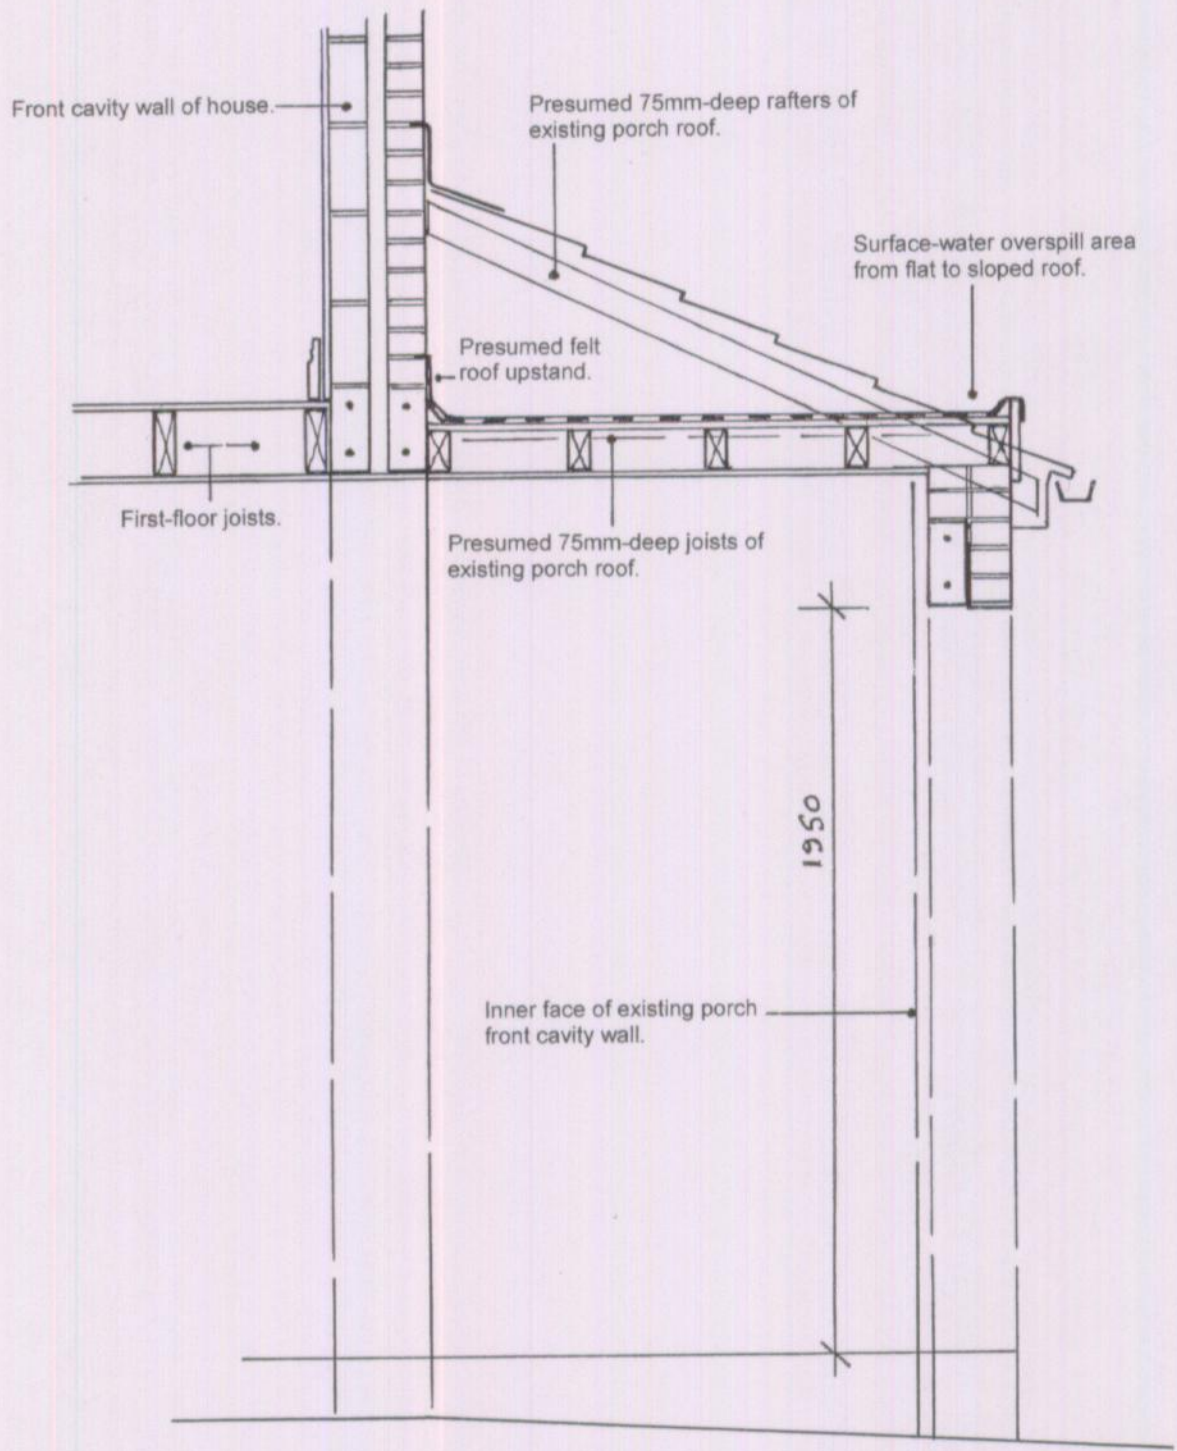 Front cavity wall of house.
Presumed 75mm-deep rafters of
existing porch roof.
Surface-water overspill area
from flat to sloped roof.
Presumed felt
roof upstand.
First-floor joists.
Presumed 75mm-deep joists of
existing porch roof.
1950
Inner face of existing porch
front cavity wall.